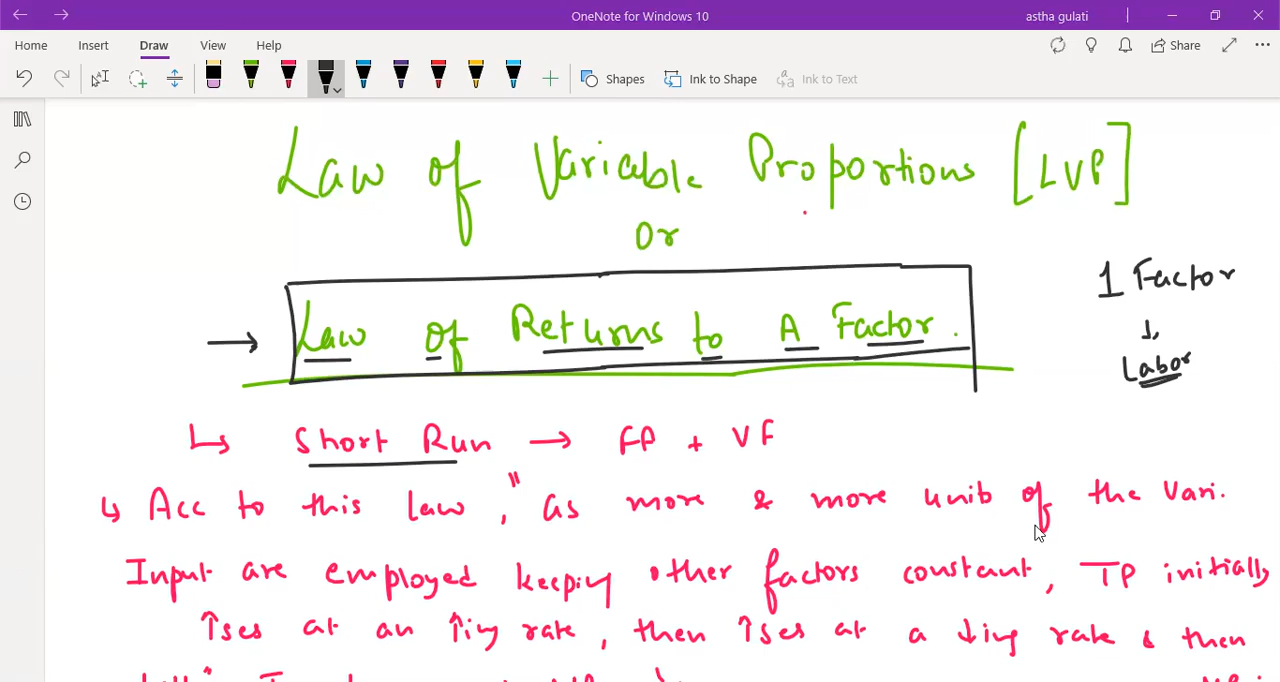 OneNote for Windows 10
astha gulati
Home Insert Draw View Help
Share
Shapes Ink to Shape Ink to Text
Law of Variable Proportions [LVP]
Or
Law of Returns to A Factor.
1 Factor
↓
Labor
↳ Short Run → FP + VF
↳ Acc to this law, "as more & more unib of the Vari.
Input are employed keeping other factors constant, TP initially
↑ses at an ↑ing rate, then ↑ses at a ↓ing rate & then